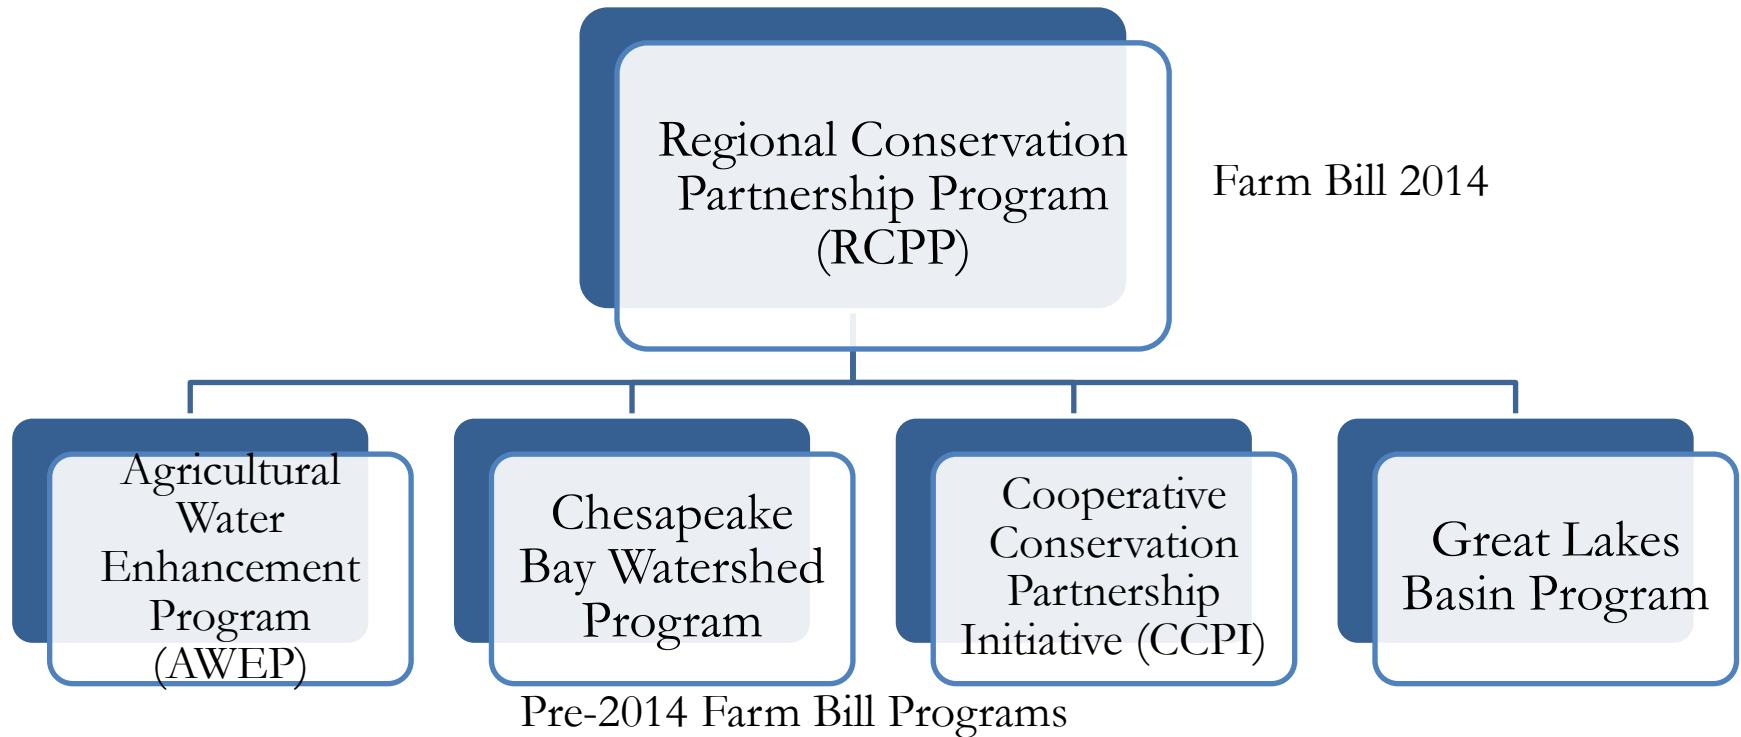 Regional Conservation
Partnership Program
(RCPP)
Farm Bill 2014
Agricultural
Water
Enhancement
Program
(AWEP)
Chesapeake
Bay Watershed
Program
Cooperative
Conservation
Partnership
Initiative (CCPI)
Great Lakes
Basin Program
Pre-2014 Farm Bill Programs